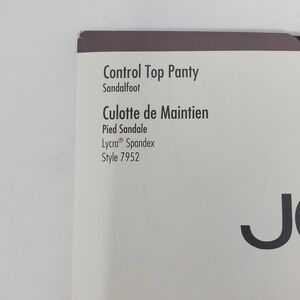 Control Top Panty
Sandalfoot
Culotte de Maintien
Pied Sandale
Lycra® Spandex
Style 7952